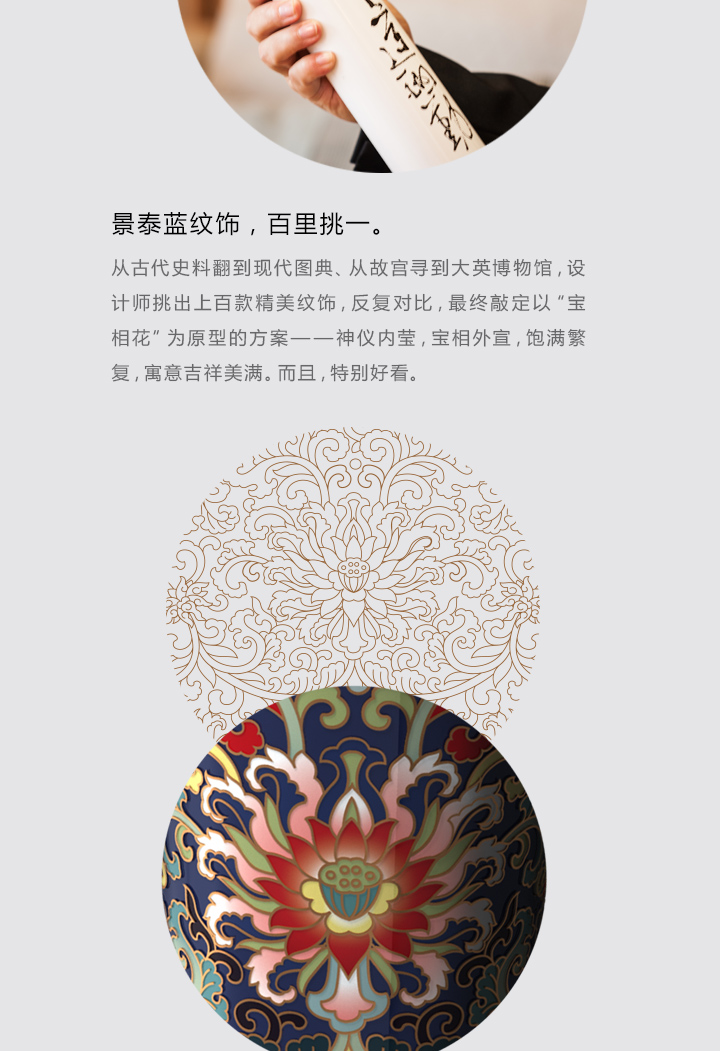 景泰蓝纹饰，百里挑一。
从古代史料翻到现代图典、从故宫寻到大英博物馆，设
计师挑出上百款精美纹饰，反复对比，最终敲定以“宝
相花”为原型的方案——神仪内莹，宝相外宣，饱满繁
复，寓意吉祥美满。而且，特别好看。